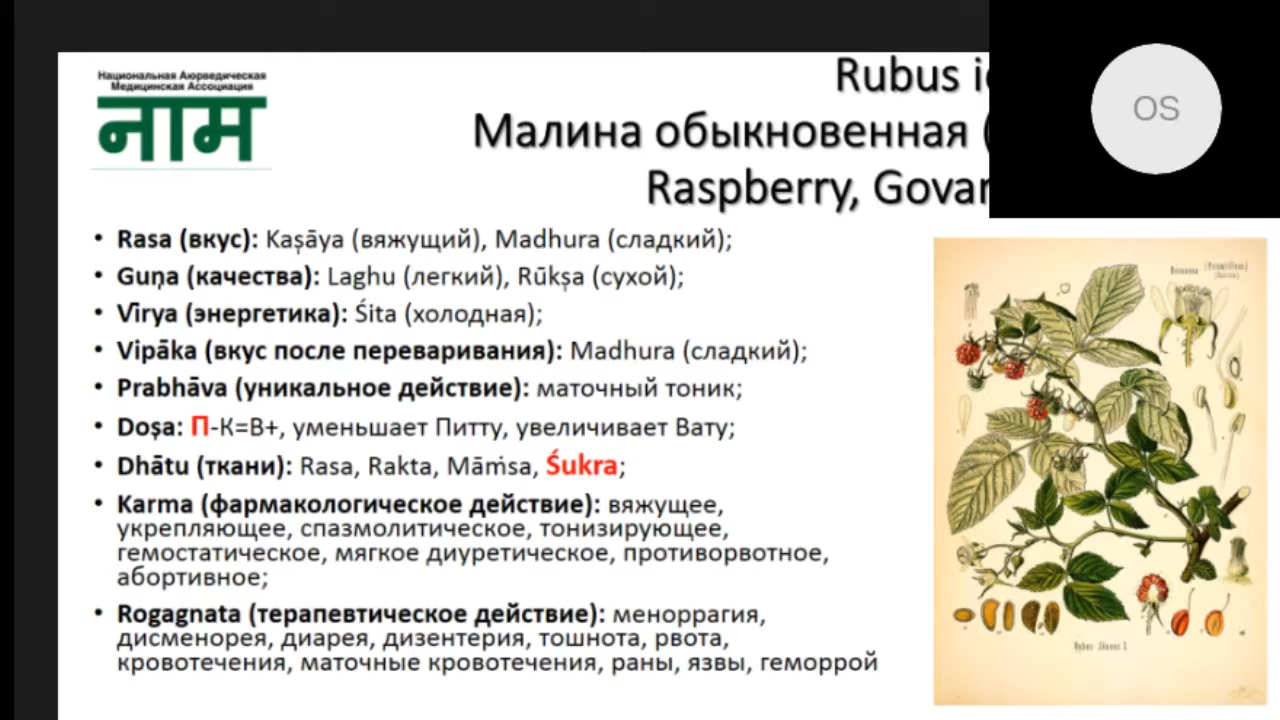 Национальная Аюрведическая
Медицинская Ассоциация
नाम
Rubus
Малина обыкновенная (
Raspberry,
OS
• Rasa (вкус): Kaṣāya (вяжущий), Madhura (сладкий);
• Guṇa (качества): Laghu (легкий), Rūkṣa (сухой);
• Vīrya (энергетика): Śita (холодная);
• Vipāka (вкус после переваривания): Madhura (сладкий);
• Prabhāva (уникальное действие): маточный тоник;
• Doṣa: П-К=В+, уменьшает Питту, увеличивает Вату;
• Dhātu (ткани): Rasa, Rakta, Māṁsa, Śukra;
• Karma (фармакологическое действие): вяжущее,
укрепляющее, спазмолитическое, тонизирующее,
гемостатическое, мягкое диуретическое, противорвотное,
абортивное;
• Rogagnata (терапевтическое действие): меноррагия,
дисменорея, диарея, дизентерия, тошнота, рвота,
кровотечения, маточные кровотечения, раны, язвы, геморрой